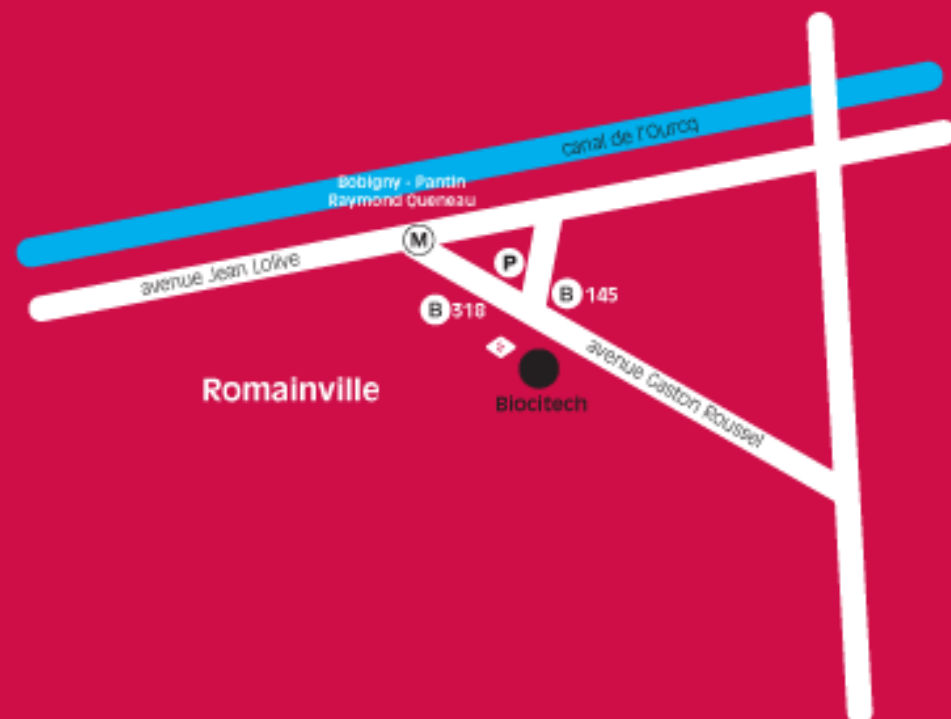 canal de l'Ourcq
Bobigny - Pantin
Raymond Queneau
M
avenue Jean Lolive
P
B 145
B 318
avenue Gaston Roussel
Romainville
Biocitech